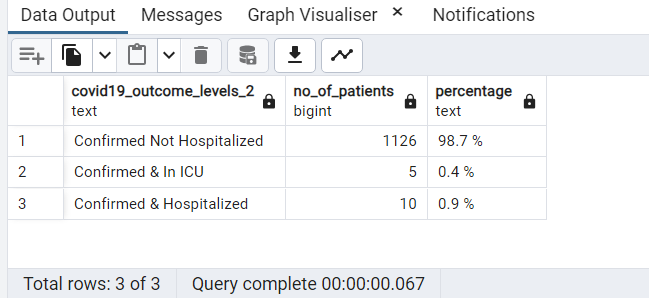 Data Output Messages Graph Visualiser × Notifications
covid19_outcome_levels_2 no_of_patients percentage
text bigint text
1 Confirmed Not Hospitalized 1126 98.7 %
2 Confirmed & In ICU 5 0.4 %
3 Confirmed & Hospitalized 10 0.9 %
Total rows: 3 of 3 Query complete 00:00:00.067